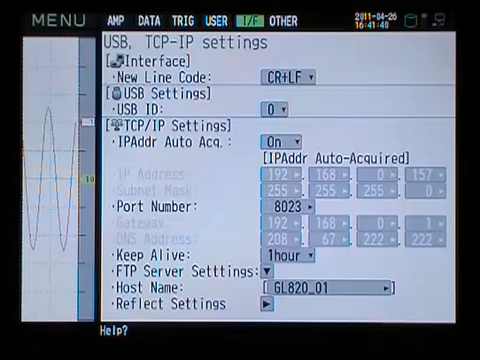 MENU AMP DATA TRIG USER I/F OTHER 2011-04-26 16:41:40
USB, TCP-IP settings
[Interface]
·New Line Code: CR+LF
[USB Settings]
·USB ID: 0
[TCP/IP Settings]
·IPAddr Auto Acq. : On
[IPAddr Auto-Acquired]
·IP Address: 192 . 168 . 0 . 157
·Subnet Mask: 255 . 255 . 255 . 0
·Port Number: 8023
·Gateway: 192 . 168 . 0 . 1
·DNS Address: 208 . 67 . 222 . 222
·Keep Alive: 1hour
·FTP Server Setttings:
·Host Name: [ GL820_01 ]
·Reflect Settings
10
Help?